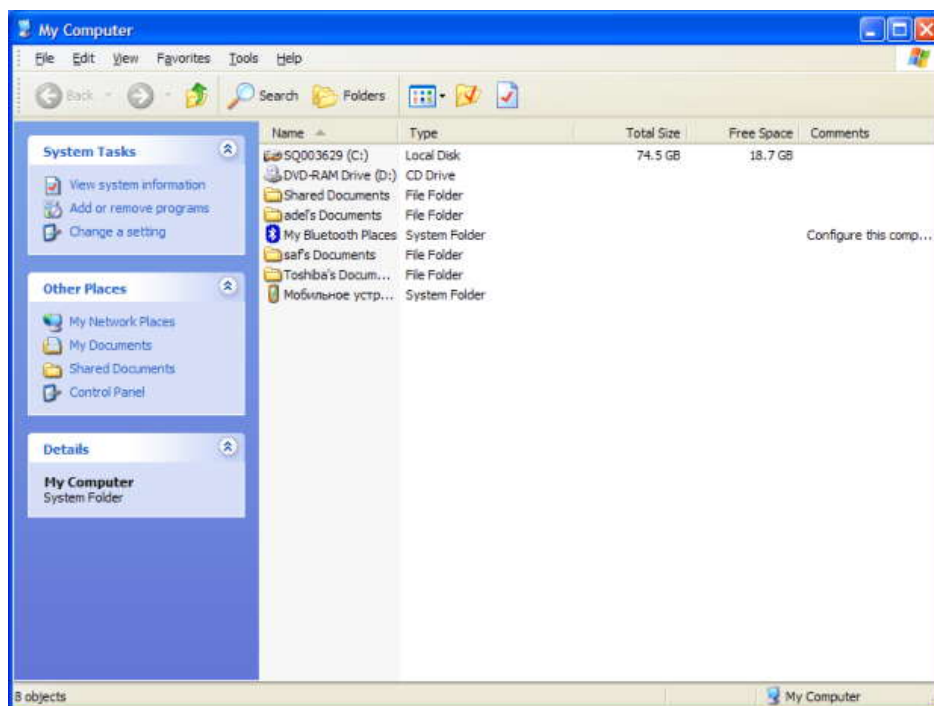 My Computer
File Edit View Favorites Tools Help
Back Search Folders
Name Type Total Size Free Space Comments
System Tasks
View system information
Add or remove programs
Change a setting
Other Places
My Network Places
My Documents
Shared Documents
Control Panel
Details
My Computer
System Folder
SQ003629 (C:) Local Disk 74.5 GB 18.7 GB
DVD-RAM Drive (D:) CD Drive
Shared Documents File Folder
adel's Documents File Folder
My Bluetooth Places System Folder Configure this comp...
saf's Documents File Folder
Toshiba's Docum... File Folder
Мобильное устр... System Folder
8 objects My Computer